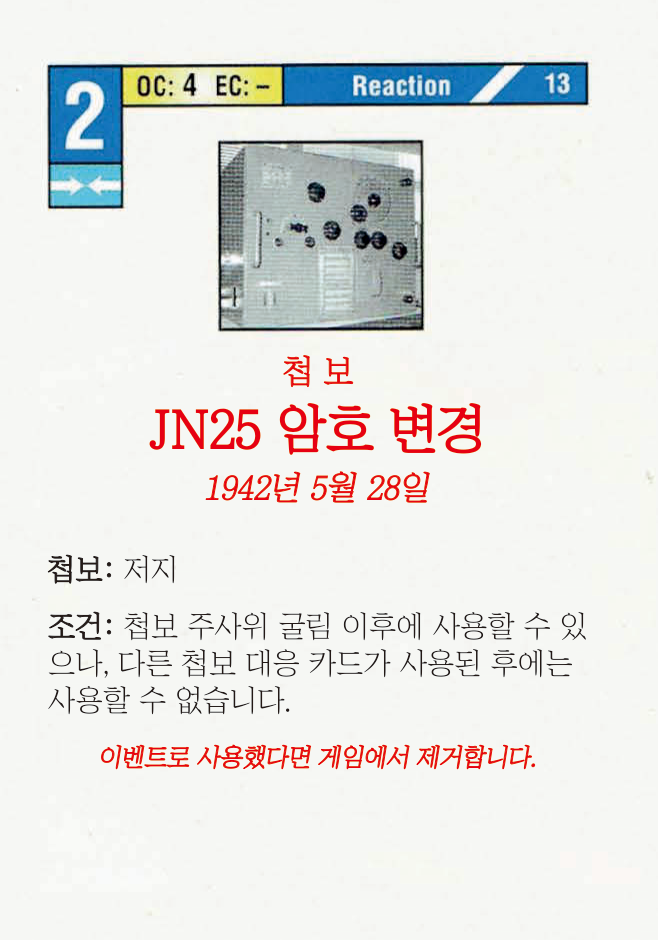 2
OC: 4 EC: –
Reaction
13
첩 보
JN25 암호 변경
1942년 5월 28일
첩보: 저지
조건: 첩보 주사위 굴림 이후에 사용할 수 있
으나, 다른 첩보 대응 카드가 사용된 후에는
사용할 수 없습니다.
이벤트로 사용했다면 게임에서 제거합니다.